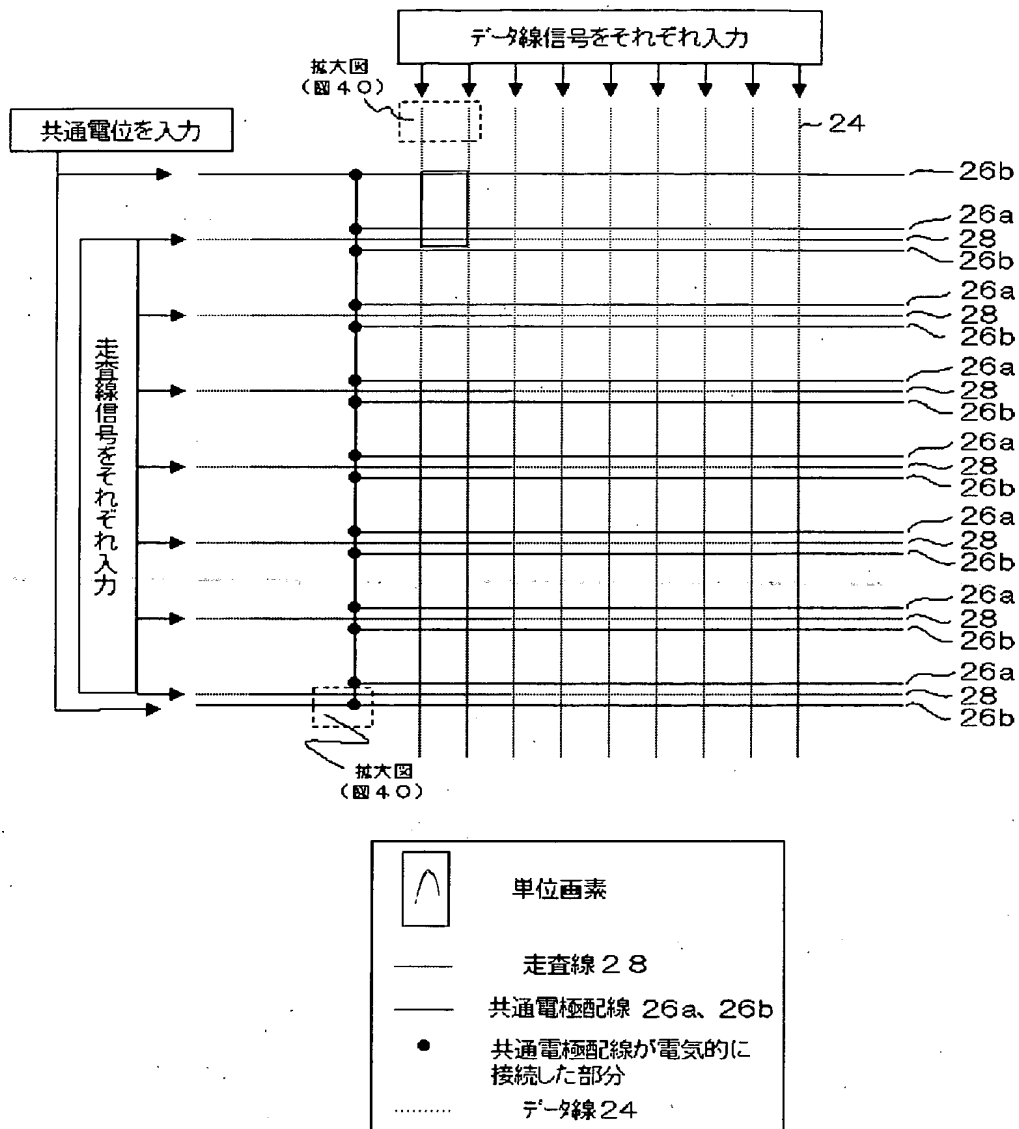 データ線信号をそれぞれ入力
拡大図
(図40)
24
共通電位を入力
26b
26a
28
26b
26a
28
26b
26a
28
26b
26a
28
26b
26a
28
26b
26a
28
26b
26a
28
26b
走査線信号をそれぞれ入力
拡大図
(図40)
単位画素
走査線28
共通電極配線 26a、26b
共通電極配線が電気的に
接続した部分
データ線24